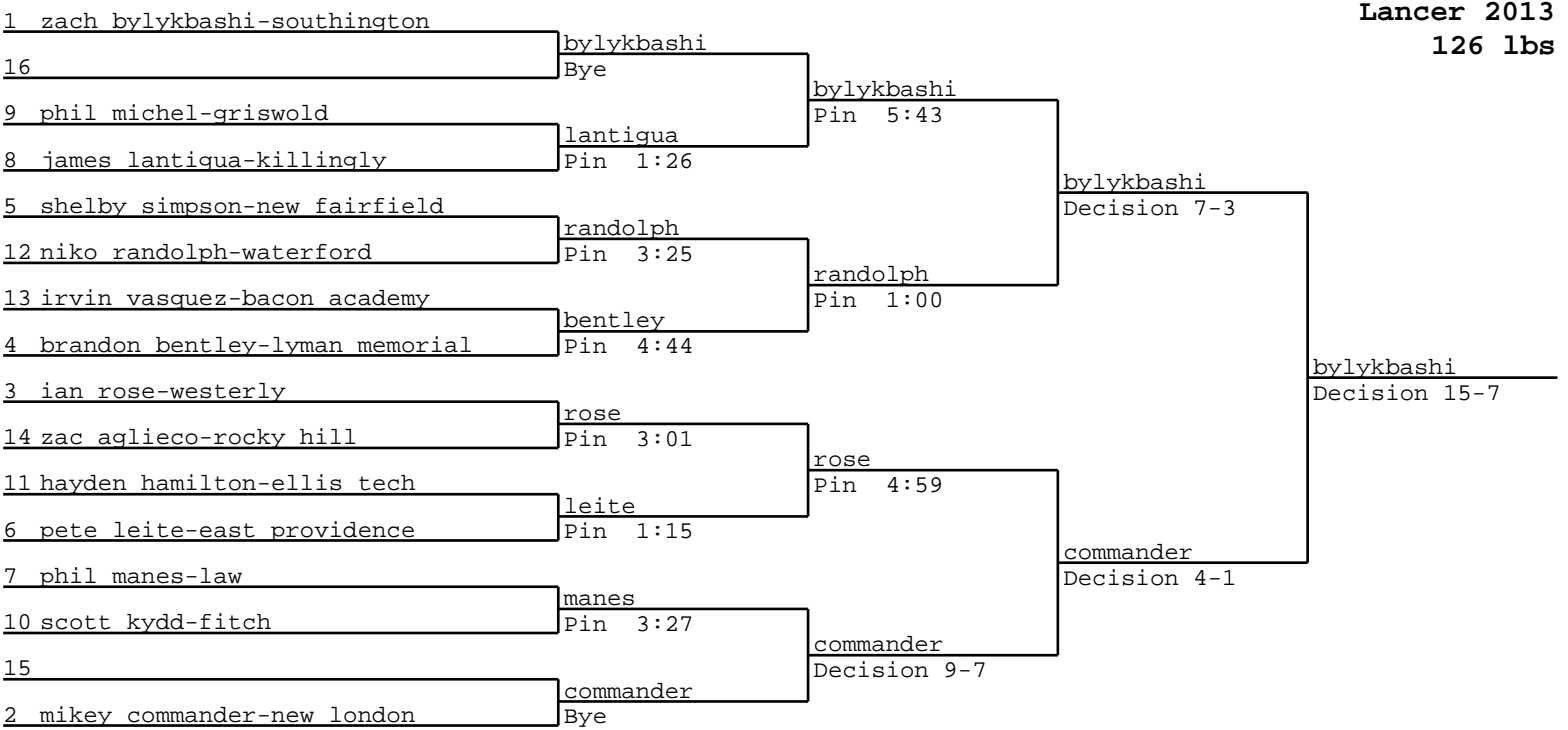 Lancer 2013
126 lbs
1 zach bylykbashi-southington
16
9 phil michel-griswold
8 james lantigua-killingly
5 shelby simpson-new fairfield
12 niko randolph-waterford
13 irvin vasquez-bacon academy
4 brandon bentley-lyman memorial
3 ian rose-westerly
14 zac aglieco-rocky hill
11 hayden hamilton-ellis tech
6 pete leite-east providence
7 phil manes-law
10 scott kydd-fitch
15
2 mikey commander-new london
bylykbashi
Bye
lantigua
Pin 1:26
randolph
Pin 3:25
bentley
Pin 4:44
rose
Pin 3:01
leite
Pin 1:15
manes
Pin 3:27
commander
Bye
bylykbashi
Pin 5:43
randolph
Pin 1:00
rose
Pin 4:59
commander
Decision 9-7
bylykbashi
Decision 7-3
commander
Decision 4-1
bylykbashi
Decision 15-7